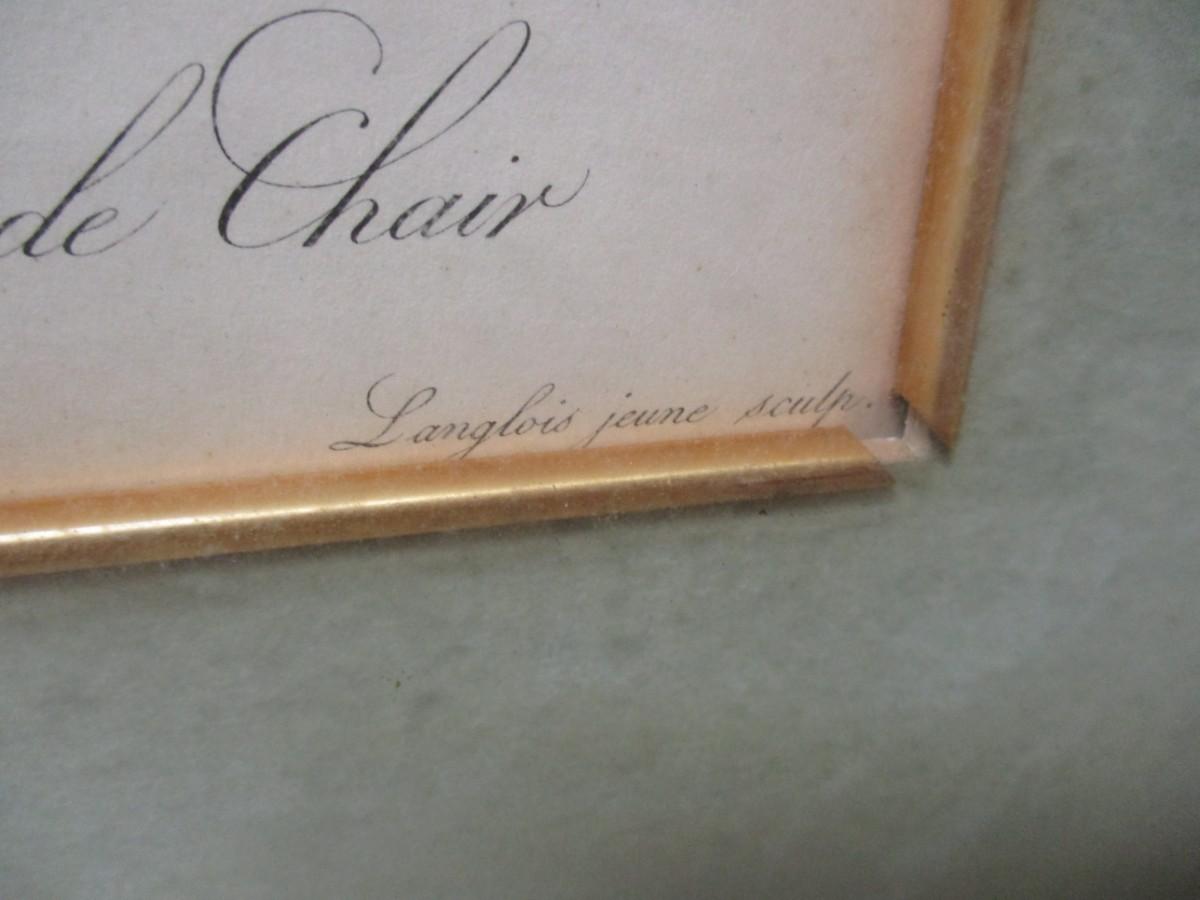 de Chair
Langlois jeune sculp.